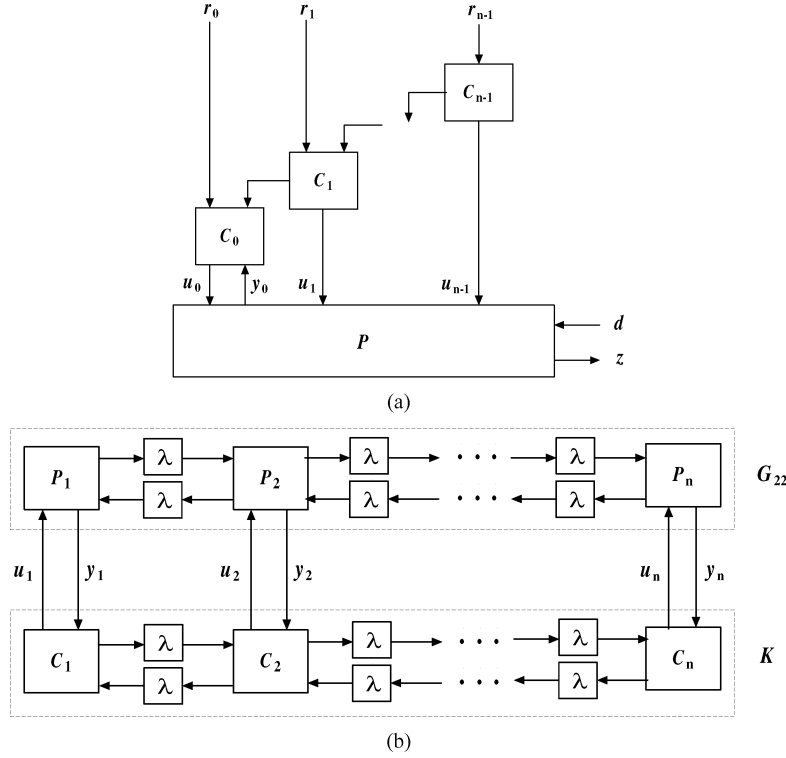 r0 r1 rn-1
Cn-1
C1
C0
u0 y0 u1 un-1
P
d
z
(a)
P1 λ P2 λ · · · λ Pn
λ λ · · · λ
G22
u1 y1 u2 y2 un yn
C1 λ C2 λ · · · λ Cn
λ λ · · · λ
K
(b)